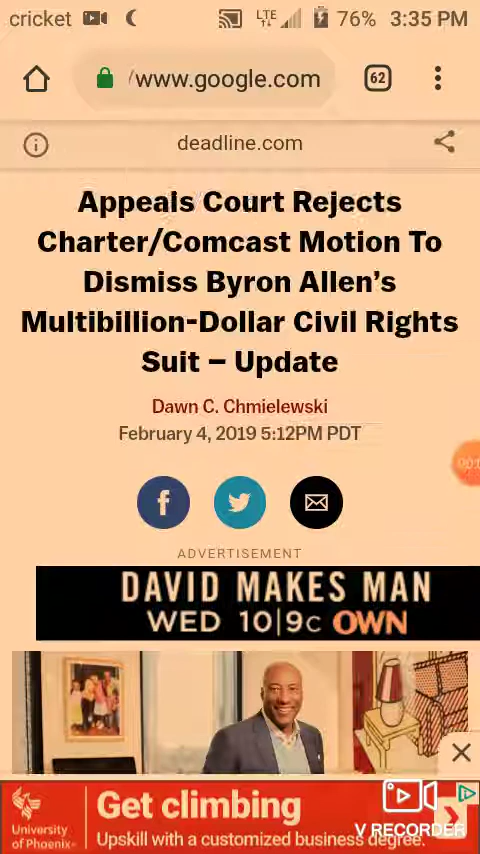 cricket LTE 76% 3:35 PM
/www.google.com 62
deadline.com
Appeals Court Rejects
Charter/Comcast Motion To
Dismiss Byron Allen’s
Multibillion-Dollar Civil Rights
Suit – Update
Dawn C. Chmielewski
February 4, 2019 5:12PM PDT
ADVERTISEMENT
DAVID MAKES MAN
WED 10|9c OWN
University of Phoenix
Get climbing
Upskill with a customized business degree.
V RECORDER